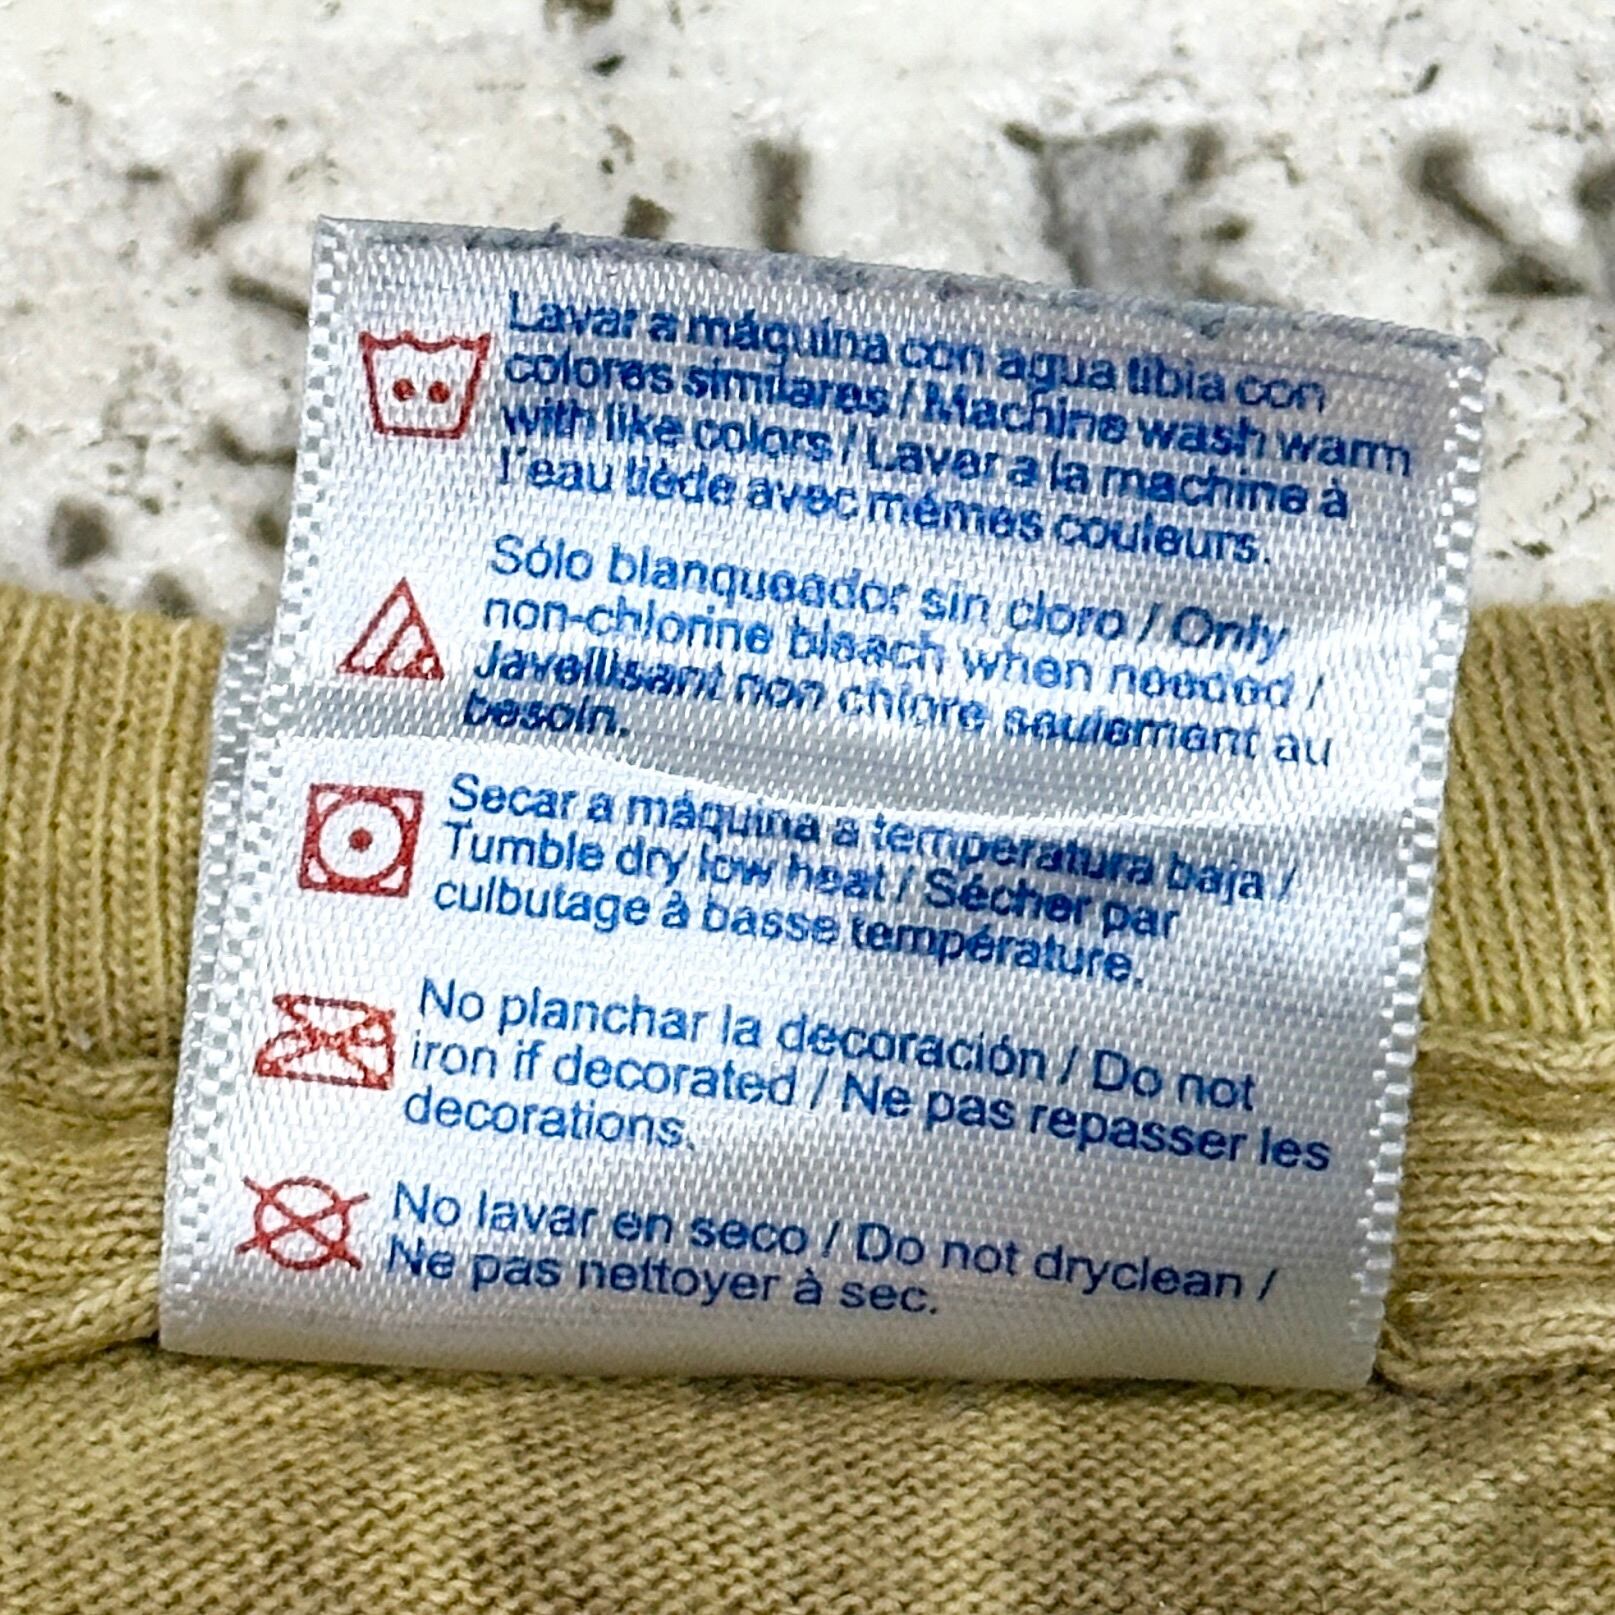 Lavar a máquina con agua tibia con
colores similares / Machine wash warm
with like colors / Laver a la machine à
l'eau tiède avec mêmes couleurs.
Sólo blanqueador sin cloro / Only
non-chlorine bleach when needed /
Javellisant non chlore seulement au
besoin.
Secar a máquina a temperatura baja /
Tumble dry low heat / Sécher par
culbutage à basse température.
No planchar la decoración / Do not
iron if decorated / Ne pas repasser les
decorations.
No lavar en seco / Do not dryclean /
Ne pas nettoyer à sec.